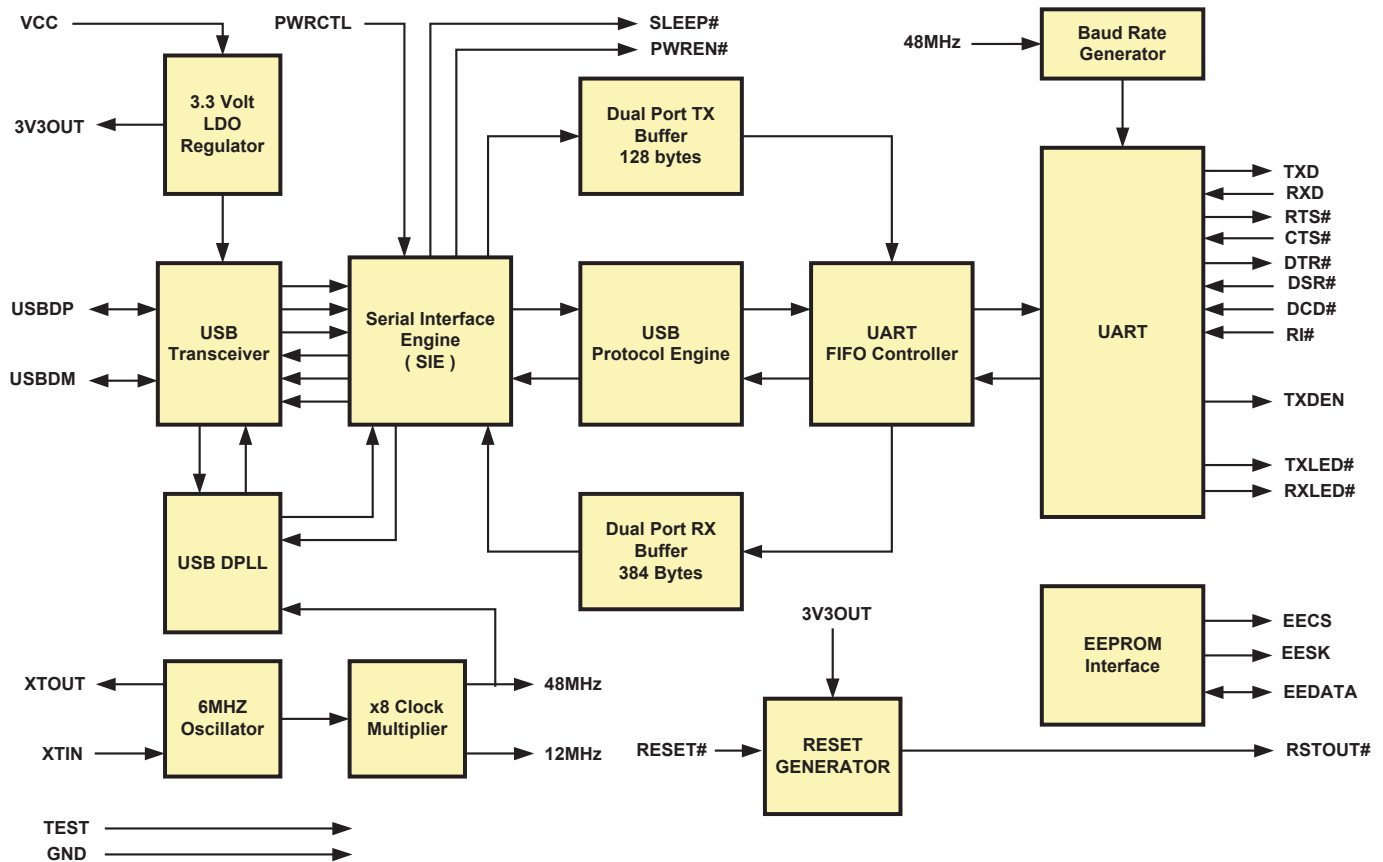 VCC
PWRCTL
SLEEP#
PWREN#
48MHz
Baud Rate
Generator
3.3 Volt
LDO
Regulator
3V3OUT
Dual Port TX
Buffer
128 bytes
TXD
RXD
RTS#
CTS#
DTR#
DSR#
DCD#
RI#
TXDEN
TXLED#
RXLED#
UART
USBDP
USBDM
USB
Transceiver
Serial Interface
Engine
( SIE )
USB
Protocol Engine
UART
FIFO Controller
USB DPLL
Dual Port RX
Buffer
384 Bytes
3V3OUT
EEPROM
Interface
EECS
EESK
EEDATA
XTOUT
XTIN
6MHZ
Oscillator
x8 Clock
Multiplier
48MHz
12MHz
RESET#
RESET
GENERATOR
RSTOUT#
TEST
GND